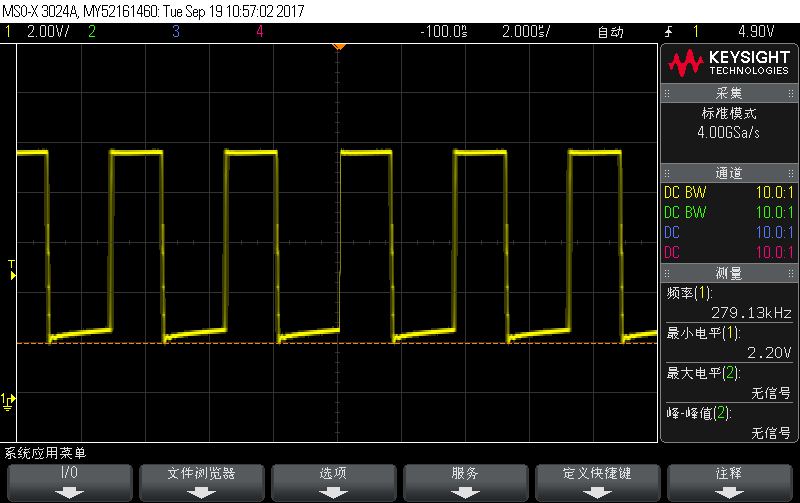 MSO-X 3024A, MY52161460: Tue Sep 19 10:57:02 2017
1 2.00V/ 2 3 4 -100.0ns 2.000s/ 自动 1 4.90V
KEYSIGHT
TECHNOLOGIES
采集
标准模式
4.00GSa/s
通道
DC BW 10.0:1
DC BW 10.0:1
DC 10.0:1
DC 10.0:1
测量
频率(1):
279.13kHz
最小电平(1):
2.20V
最大电平(2):
无信号
峰-峰值(2):
无信号
T
1
系统应用菜单
I/O 文件浏览器 选项 服务 定义快捷键 注释